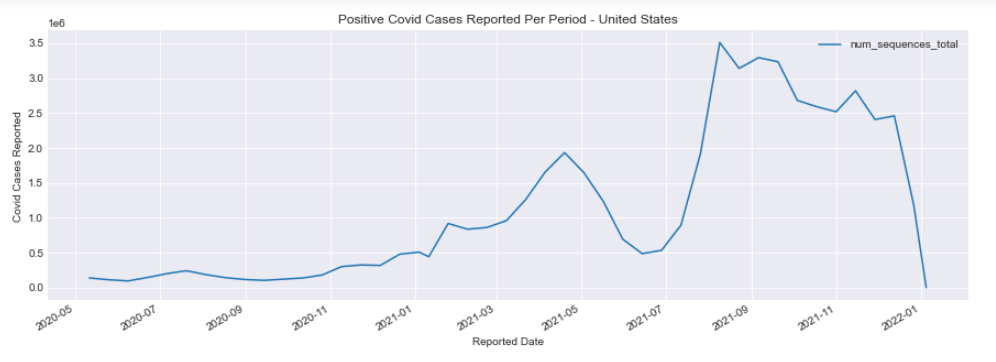 Positive Covid Cases Reported Per Period - United States
1e6
num_sequences_total
3.5
3.0
2.5
2.0
1.5
1.0
0.5
0.0
Covid Cases Reported
2020-05 2020-07 2020-09 2020-11 2021-01 2021-03 2021-05 2021-07 2021-09 2021-11 2022-01
Reported Date